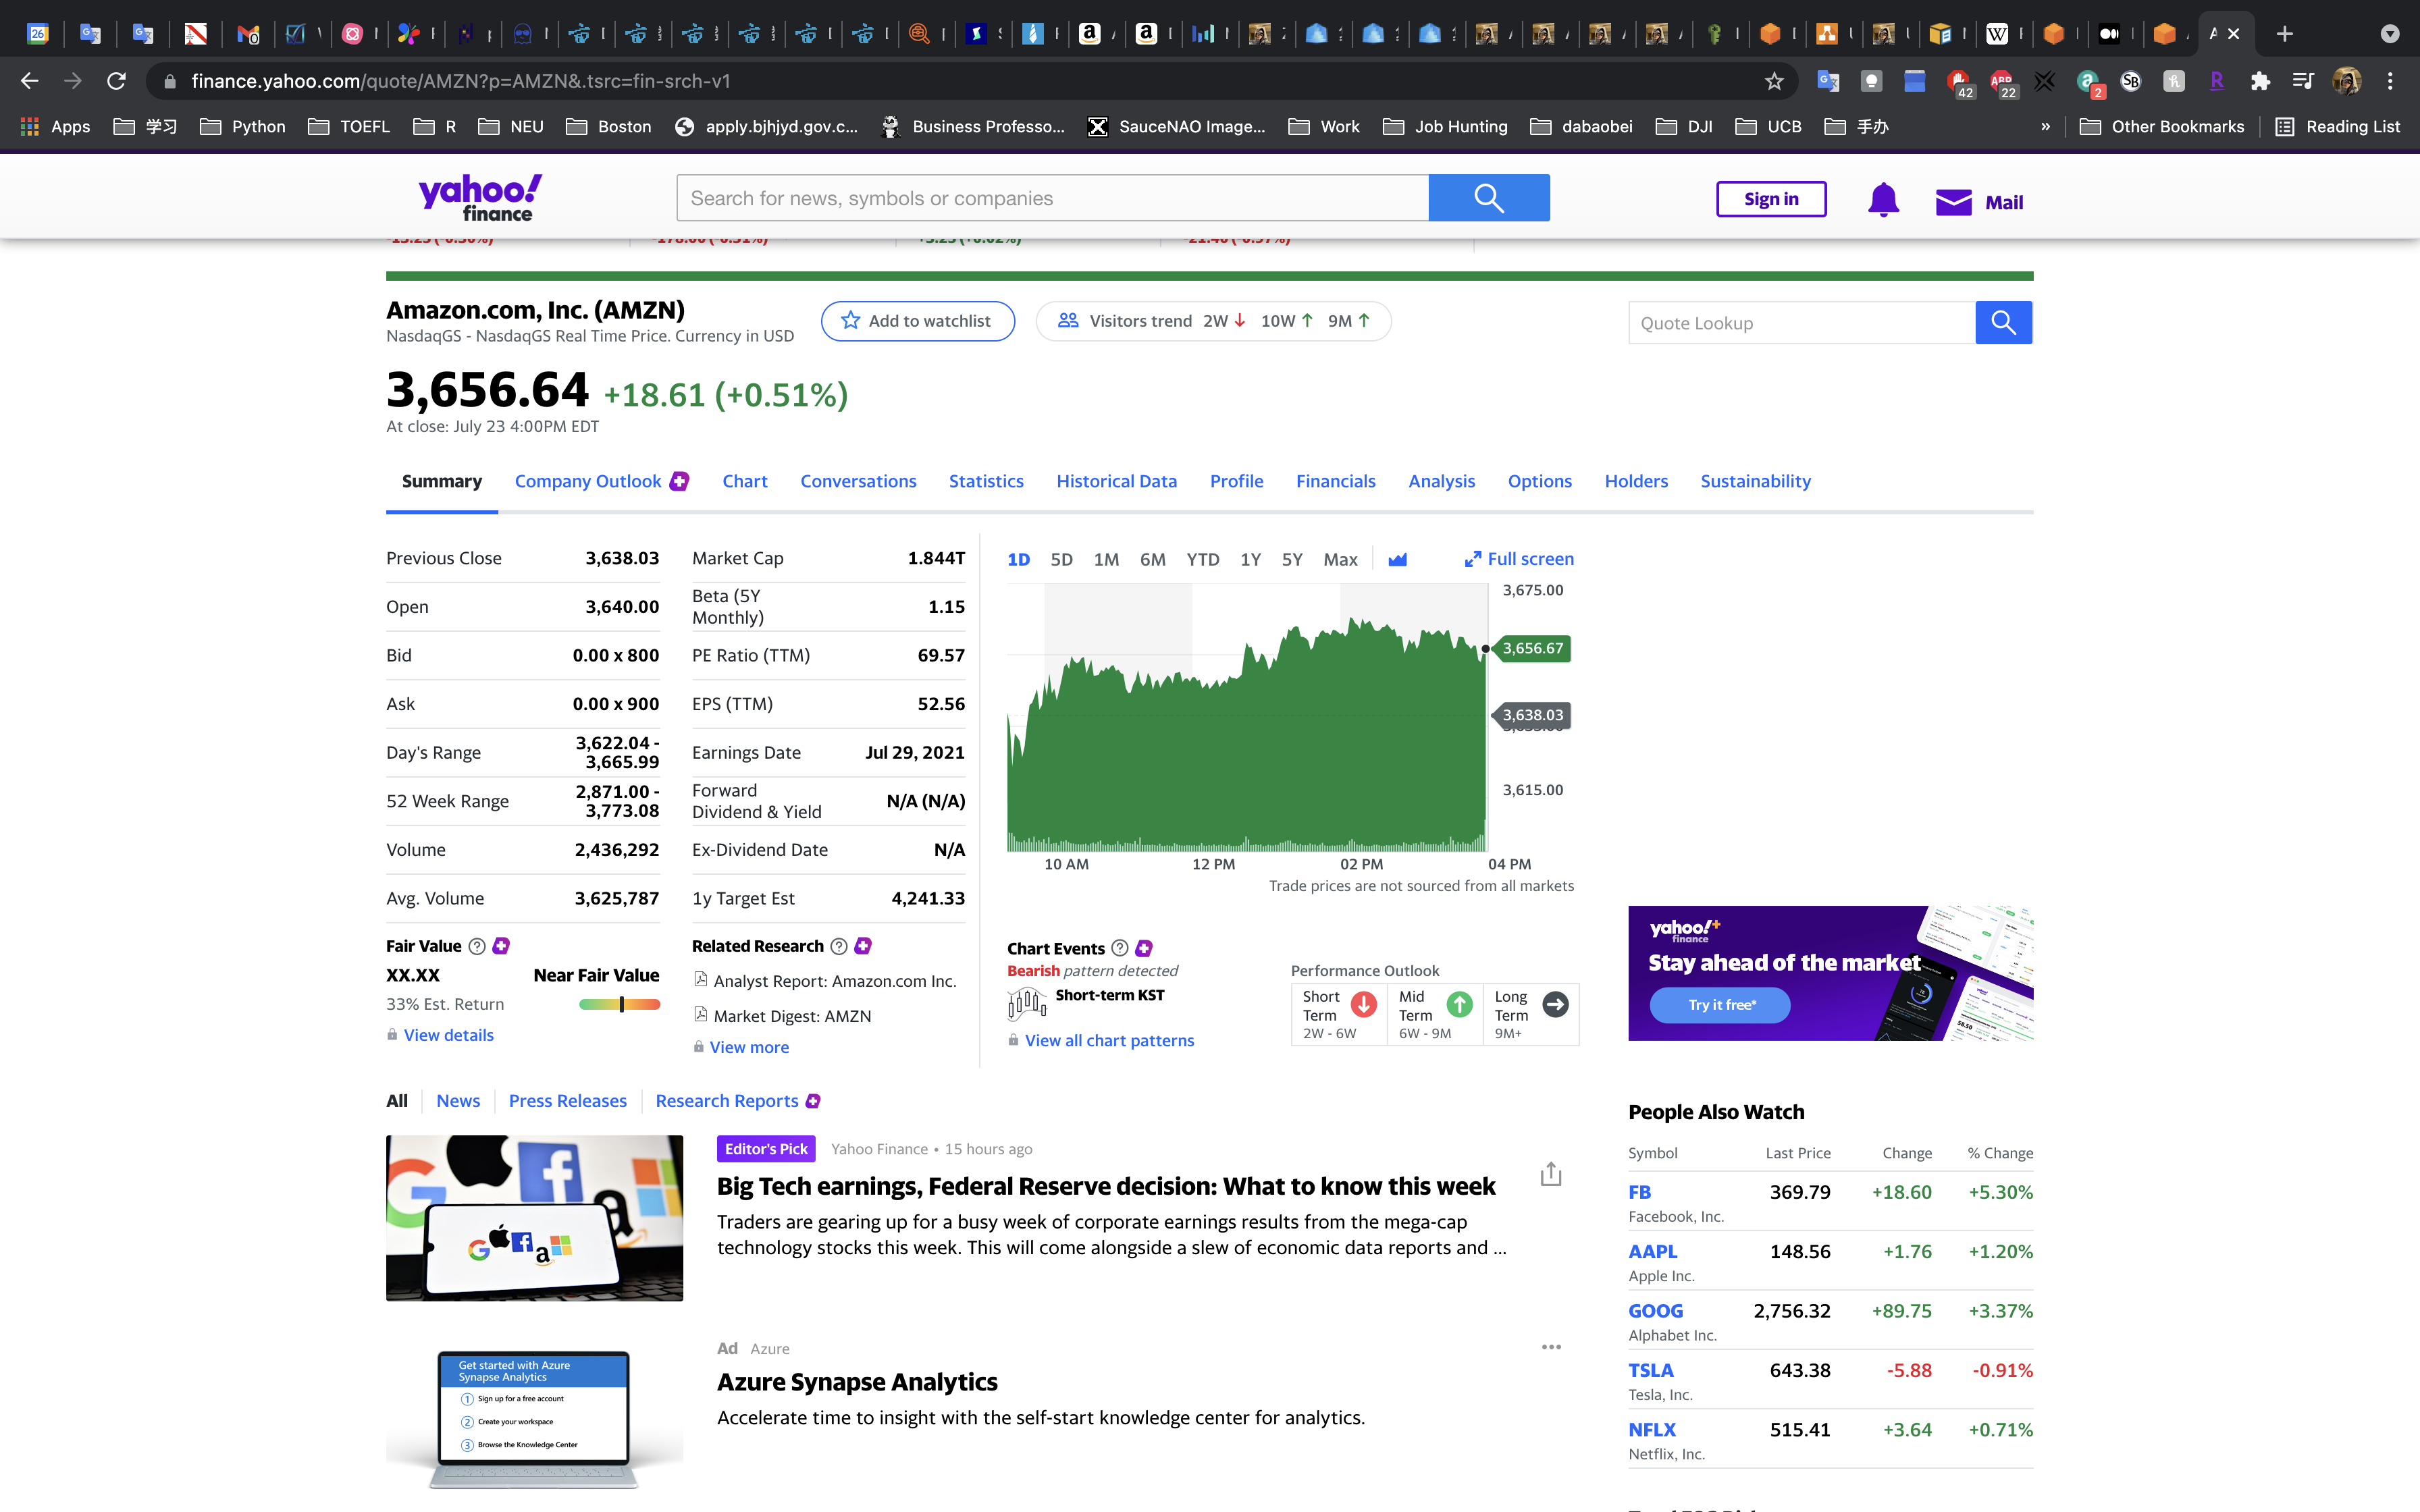 finance.yahoo.com/quote/AMZN?p=AMZN&.tsrc=fin-srch-v1
42
22
2
Apps
学习
Python
TOEFL
R
NEU
Boston
apply.bjhjyd.gov.c...
Business Professo...
SauceNAO Image...
Work
Job Hunting
dabaobei
DJI
UCB
手办
»
Other Bookmarks
Reading List
yahoo!
finance
Search for news, symbols or companies
Sign in
Mail
Amazon.com, Inc. (AMZN)
NasdaqGS - NasdaqGS Real Time Price. Currency in USD
Add to watchlist
Visitors trend 2W 10W 9M
Quote Lookup
3,656.64 +18.61 (+0.51%)
At close: July 23 4:00PM EDT
Summary
Company Outlook
Chart
Conversations
Statistics
Historical Data
Profile
Financials
Analysis
Options
Holders
Sustainability
Previous Close 3,638.03
Open 3,640.00
Bid 0.00 x 800
Ask 0.00 x 900
Day's Range 3,622.04 -
3,665.99
52 Week Range 2,871.00 -
3,773.08
Volume 2,436,292
Avg. Volume 3,625,787
Market Cap 1.844T
Beta (5Y
Monthly) 1.15
PE Ratio (TTM) 69.57
EPS (TTM) 52.56
Earnings Date Jul 29, 2021
Forward
Dividend & Yield N/A (N/A)
Ex-Dividend Date N/A
1y Target Est 4,241.33
1D 5D 1M 6M YTD 1Y 5Y Max
Full screen
3,675.00
3,656.67
3,638.03
3,615.00
10 AM 12 PM 02 PM 04 PM
Trade prices are not sourced from all markets
Fair Value
XX.XX Near Fair Value
33% Est. Return
View details
Related Research
Analyst Report: Amazon.com Inc.
Market Digest: AMZN
View more
Chart Events
Bearish pattern detected
Short-term KST
View all chart patterns
Performance Outlook
Short
Term
2W - 6W
Mid
Term
6W - 9M
Long
Term
9M+
yahoo!+
finance
Stay ahead of the market
Try it free*
All
News
Press Releases
Research Reports
Editor's Pick
Yahoo Finance • 15 hours ago
Big Tech earnings, Federal Reserve decision: What to know this week
Traders are gearing up for a busy week of corporate earnings results from the mega-cap
technology stocks this week. This will come alongside a slew of economic data reports and ...
Ad Azure
Azure Synapse Analytics
Accelerate time to insight with the self-start knowledge center for analytics.
Get started with Azure
Synapse Analytics
1 Sign up for a free account
2 Create your workspace
3 Browse the Knowledge Center
People Also Watch
Symbol Last Price Change % Change
FB 369.79 +18.60 +5.30%
Facebook, Inc.
AAPL 148.56 +1.76 +1.20%
Apple Inc.
GOOG 2,756.32 +89.75 +3.37%
Alphabet Inc.
TSLA 643.38 -5.88 -0.91%
Tesla, Inc.
NFLX 515.41 +3.64 +0.71%
Netflix, Inc.